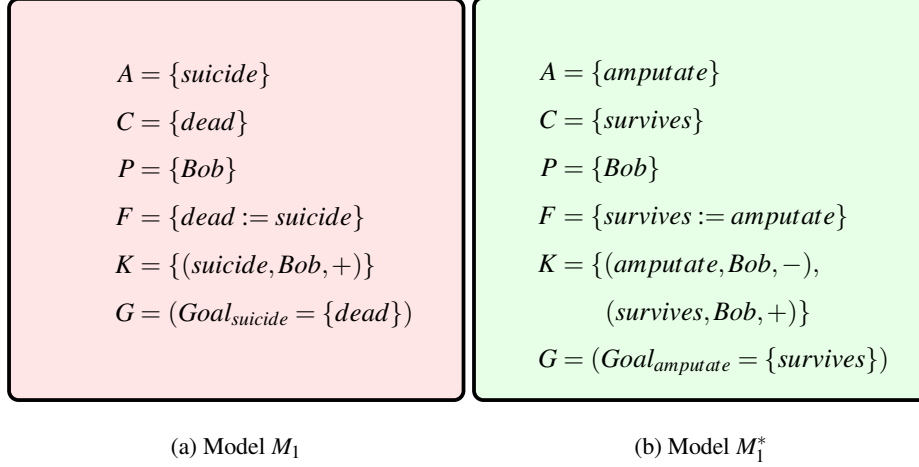 A = {suicide}
C = {dead}
P = {Bob}
F = {dead := suicide}
K = {(suicide, Bob, +)}
G = (Goal_suicide = {dead})
(a) Model M_1
A = {amputate}
C = {survives}
P = {Bob}
F = {survives := amputate}
K = {(amputate, Bob, −),
(survives, Bob, +)}
G = (Goal_amputate = {survives})
(b) Model M_1^*